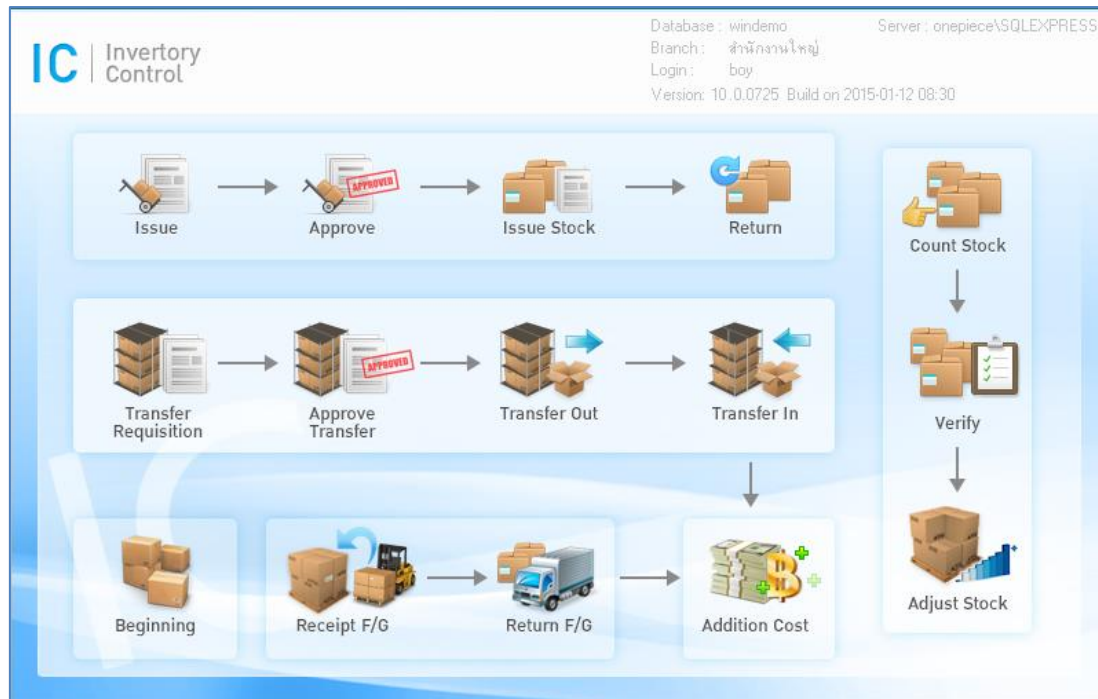 IC Invertory
Control
Database : windemo Server : onepiece\SQLEXPRESS
Branch : สำนักงานใหญ่
Login : boy
Version: 10.0.0725 Build on 2015-01-12 08:30
Issue
APPROVED
Approve
Issue Stock
Return
Count Stock
Transfer
Requisition
APPROVED
Approve
Transfer
Transfer Out
Transfer In
Verify
Beginning
Receipt F/G
Return F/G
Addition Cost
Adjust Stock